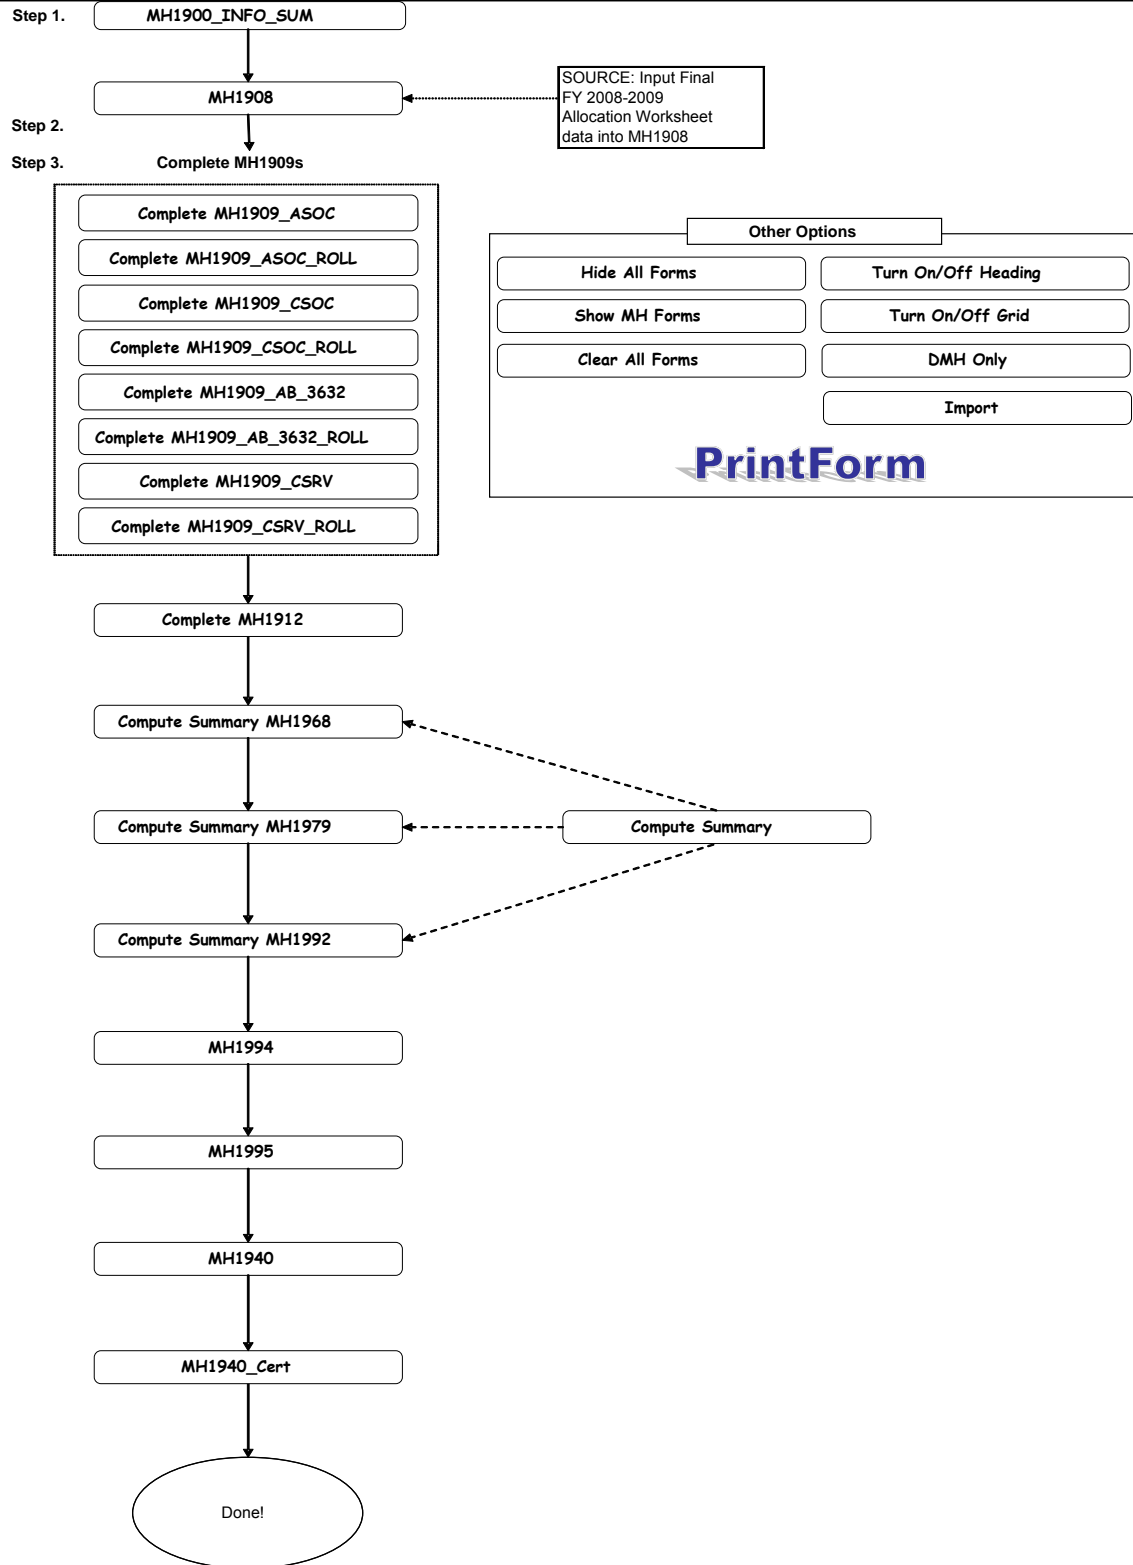 Step 1.
MH1900_INFO_SUM
MH1908
SOURCE: Input Final
FY 2008-2009
Allocation Worksheet
data into MH1908
Step 2.
Step 3.
Complete MH1909s
Complete MH1909_ASOC
Complete MH1909_ASOC_ROLL
Complete MH1909_CSOC
Complete MH1909_CSOC_ROLL
Complete MH1909_AB_3632
Complete MH1909_AB_3632_ROLL
Complete MH1909_CSRV
Complete MH1909_CSRV_ROLL
Other Options
Hide All Forms
Turn On/Off Heading
Show MH Forms
Turn On/Off Grid
Clear All Forms
DMH Only
Import
PrintForm
Complete MH1912
Compute Summary MH1968
Compute Summary MH1979
Compute Summary
Compute Summary MH1992
MH1994
MH1995
MH1940
MH1940_Cert
Done!